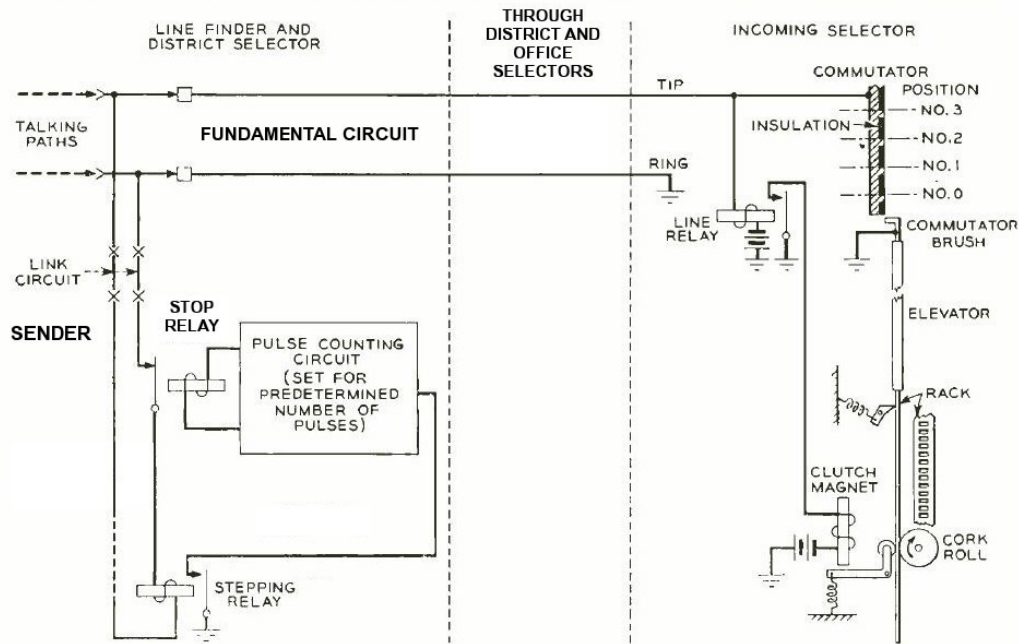 LINE FINDER
AND DISTRICT
SELECTOR
THROUGH
DISTRICT AND
OFFICE
SELECTORS
INCOMING SELECTOR
COMMUTATOR
POSITION
TIP
NO. 3
INSULATION
NO. 2
NO. 1
NO. 0
TALKING
PATHS
FUNDAMENTAL CIRCUIT
RING
LINE
RELAY
COMMUTATOR
BRUSH
LINK
CIRCUIT
ELEVATOR
SENDER
STOP
RELAY
PULSE COUNTING
CIRCUIT
(SET FOR
PREDETERMINED
NUMBER OF
PULSES)
RACK
CLUTCH
MAGNET
CORK
ROLL
STEPPING
RELAY